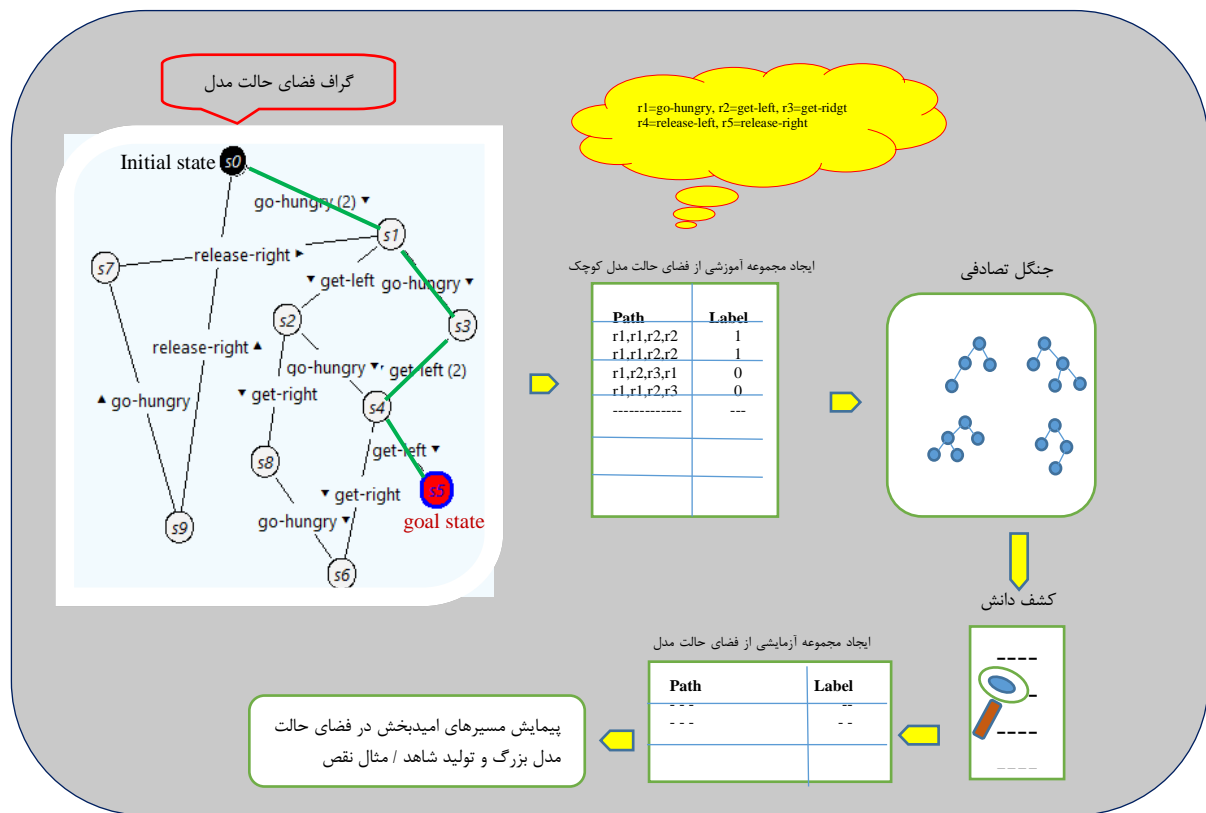 گراف فضای حالت مدل
r1=go-hungry, r2=get-left, r3=get-ridgt
r4=release-left, r5=release-right
Initial state
s0
go-hungry (2) ▼
s1
release-right ►
s7
▼ get-left
go-hungry ▼
s2
s3
release-right ▲
go-hungry ▼
get-left (2)
▲ go-hungry
▼ get-right
s4
get-left ▼
s8
s5
▼ get-right
goal state
go-hungry ▼
s9
s6
ایجاد مجموعه آموزشی از فضای حالت مدل کوچک
Path Label
r1,r1,r2,r2 1
r1,r1,r2,r2 1
r1,r2,r3,r1 0
r1,r1,r2,r3 0
------------- ---
جنگل تصادفی
کشف دانش
----
----
----
ایجاد مجموعه آزمایشی از فضای حالت مدل
Path Label
- - - --
- - - - -
پیمایش مسیرهای امیدبخش در فضای حالت
مدل بزرگ و تولید شاهد / مثال نقض